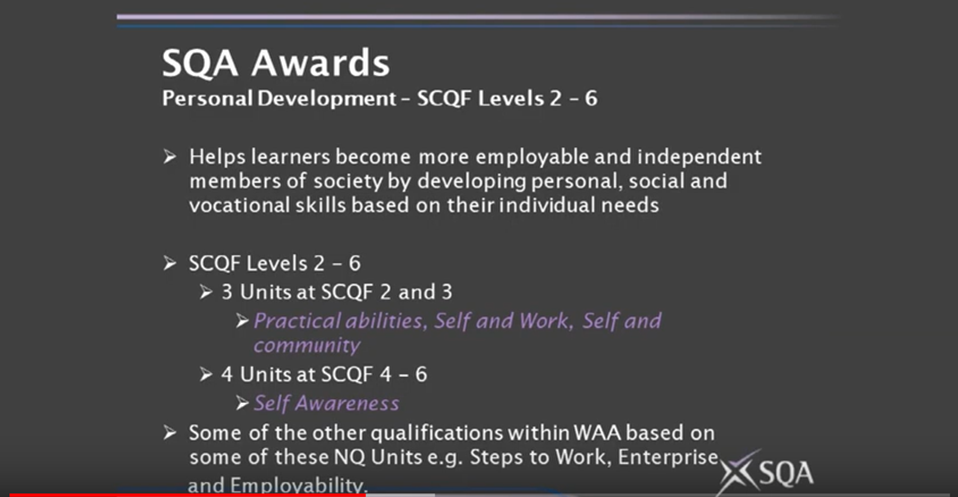 SQA Awards
Personal Development – SCQF Levels 2 – 6
➢ Helps learners become more employable and independent
members of society by developing personal, social and
vocational skills based on their individual needs
➢ SCQF Levels 2 – 6
➢ 3 Units at SCQF 2 and 3
➢ Practical abilities, Self and Work, Self and
community
➢ 4 Units at SCQF 4 – 6
➢ Self Awareness
➢ Some of the other qualifications within WAA based on
some of these NQ Units e.g. Steps to Work, Enterprise
and Employability.
SQA